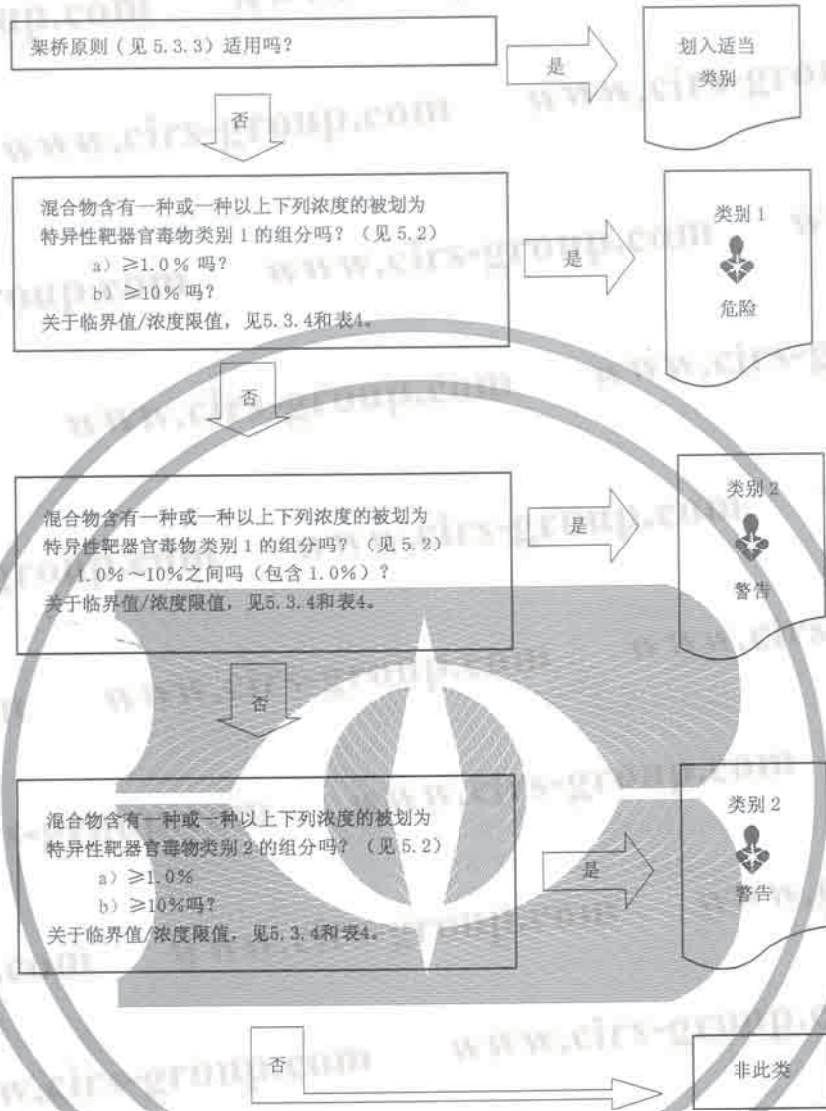 架桥原则(见 5.3.3)适用吗?
是
划入适当
类别
否
混合物含有一种或一种以上下列浓度的被划为
特异性靶器官毒物类别 1 的组分吗?(见 5.2)
a)≥1.0% 吗?
b)≥10% 吗?
关于临界值/浓度限值,见5.3.4和表4。
是
类别 1
危险
否
混合物含有一种或一种以上下列浓度的被划为
特异性靶器官毒物类别 1 的组分吗?(见 5.2)
1.0%~10%之间吗(包含 1.0%)?
关于临界值/浓度限值,见5.3.4和表4。
是
类别 2
警告
否
混合物含有一种或一种以上下列浓度的被划为
特异性靶器官毒物类别 2 的组分吗?(见 5.2)
a)≥1.0%
b)≥10%吗?
关于临界值/浓度限值,见5.3.4和表4。
是
类别 2
警告
否
非此类
www.cirs-group.com